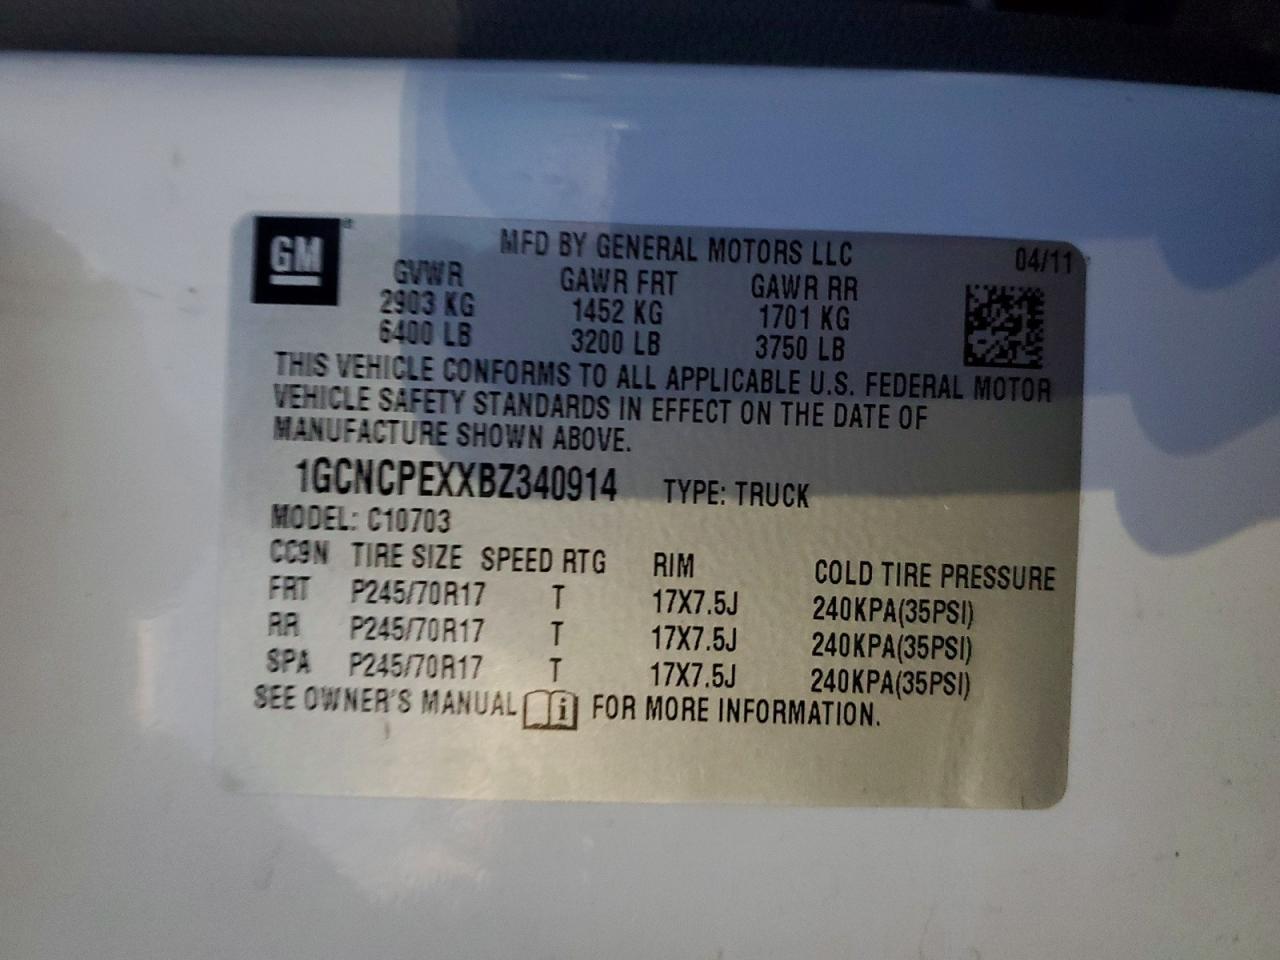 GM
MFD BY GENERAL MOTORS LLC 04/11
GVWR GAWR FRT GAWR RR
2903 KG 1452 KG 1701 KG
6400 LB 3200 LB 3750 LB
THIS VEHICLE CONFORMS TO ALL APPLICABLE U.S. FEDERAL MOTOR
VEHICLE SAFETY STANDARDS IN EFFECT ON THE DATE OF
MANUFACTURE SHOWN ABOVE.
1GCNCPEXXBZ340914 TYPE: TRUCK
MODEL: C10703
CC9N TIRE SIZE SPEED RTG RIM COLD TIRE PRESSURE
FRT P245/70R17 T 17X7.5J 240KPA(35PSI)
RR P245/70R17 T 17X7.5J 240KPA(35PSI)
SPA P245/70R17 T 17X7.5J 240KPA(35PSI)
SEE OWNER'S MANUAL i FOR MORE INFORMATION.